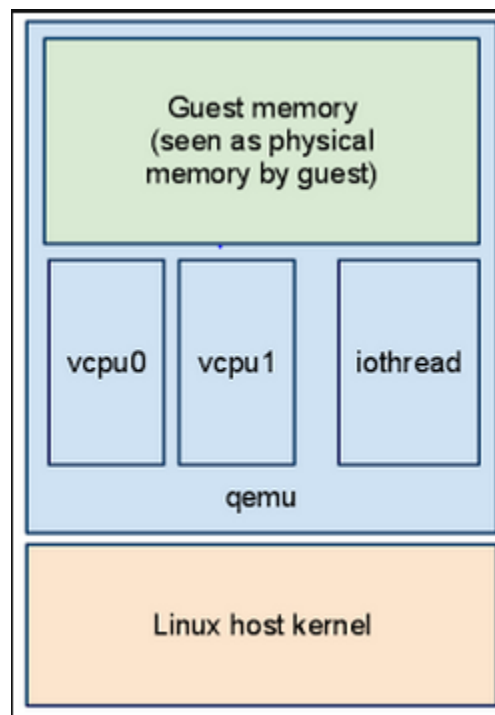 Guest memory
(seen as physical
memory by guest)
vcpu0
vcpu1
iothread
qemu
Linux host kernel